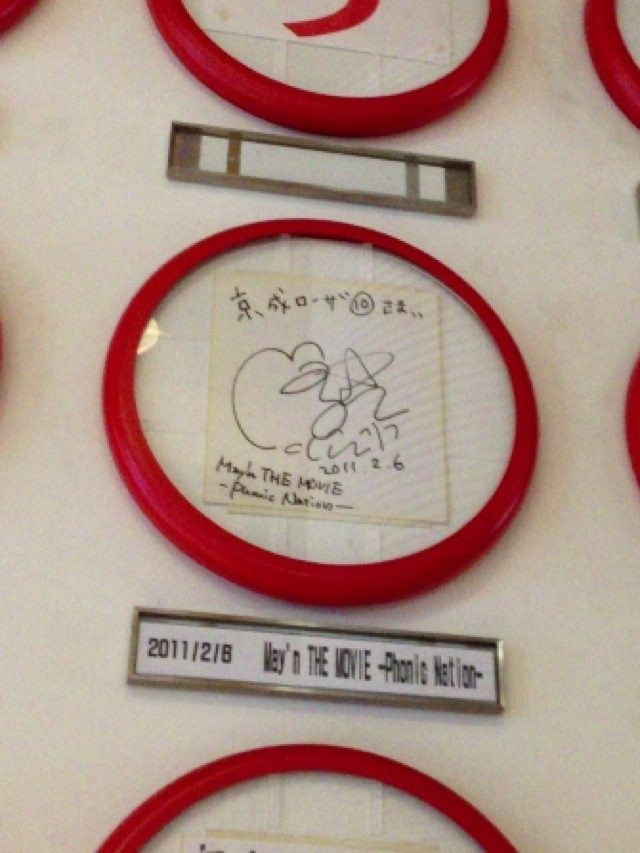 京成ローザ⑩さま..
2011.2.6
May'n THE MOVIE
-Phonic Nation-
2011/2/6 May'n THE MOVIE -Phonic Nation-